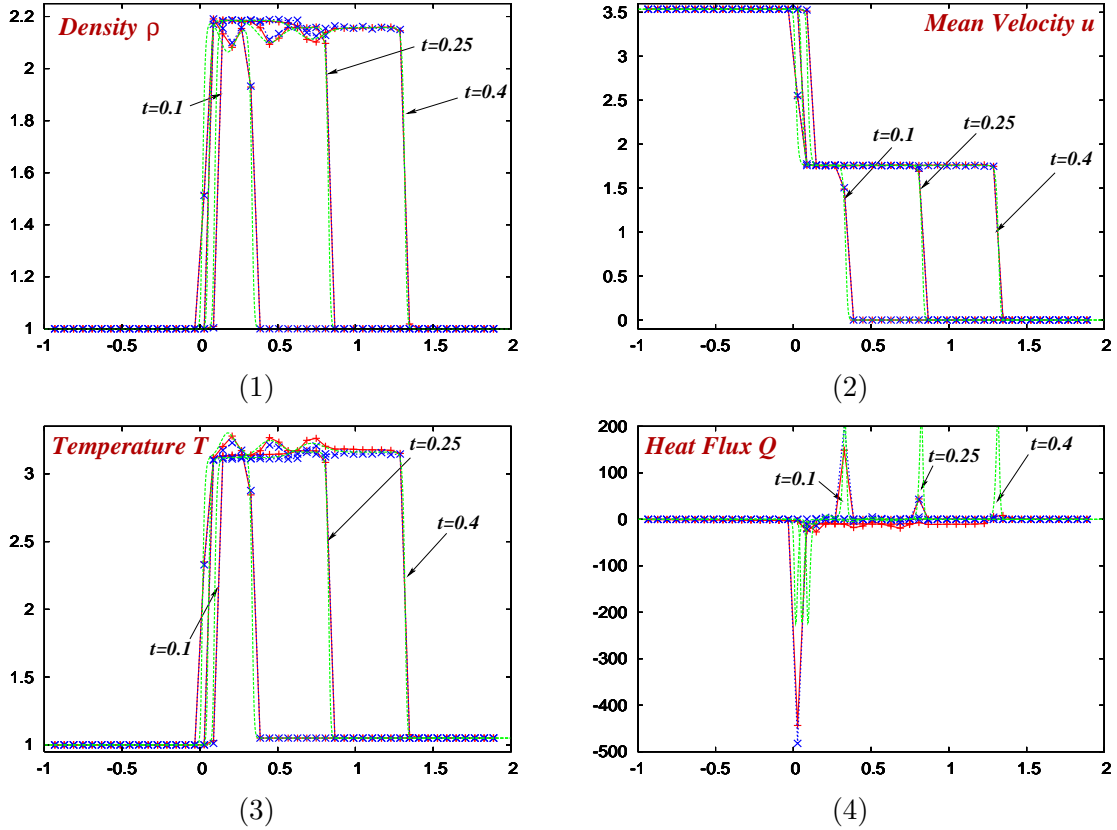 Density ρ
2.2
2
1.8
1.6
1.4
1.2
1
t=0.1
t=0.25
t=0.4
-1 -0.5 0 0.5 1 1.5 2
(1)
Mean Velocity u
3.5
3
2.5
2
1.5
1
0.5
0
t=0.1
t=0.25
t=0.4
-1 -0.5 0 0.5 1 1.5 2
(2)
Temperature T
3
2.5
2
1.5
1
t=0.25
t=0.4
t=0.1
-1 -0.5 0 0.5 1 1.5 2
(3)
Heat Flux Q
200
100
0
-100
-200
-300
-400
-500
t=0.1
t=0.25
t=0.4
-1 -0.5 0 0.5 1 1.5 2
(4)